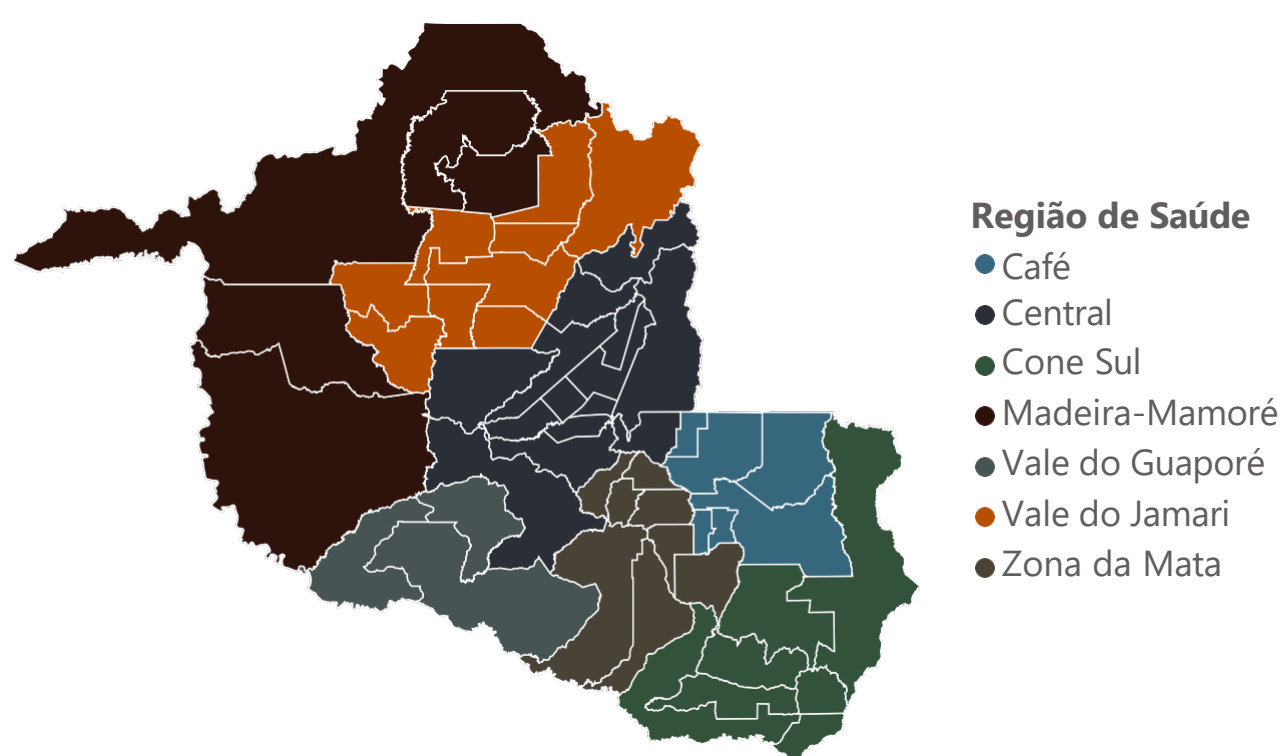 Região de Saúde
Café
Central
Cone Sul
Madeira-Mamoré
Vale do Guaporé
Vale do Jamari
Zona da Mata